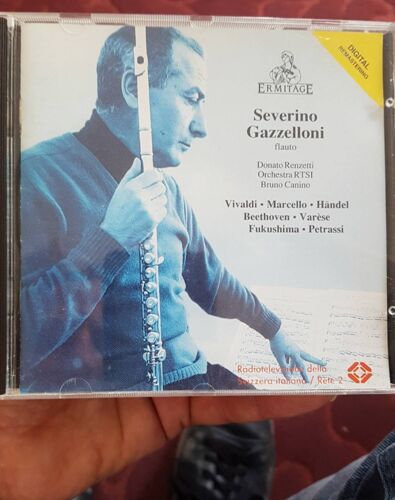 DIGITAL
REMASTERING
ERMITAGE
Severino
Gazzelloni
flauto
Donato Renzetti
Orchestra RTSI
Bruno Canino
Vivaldi • Marcello • Händel
Beethoven • Varèse
Fukushima • Petrassi
Radiotelevisione della
Svizzera italiana / Rete 2